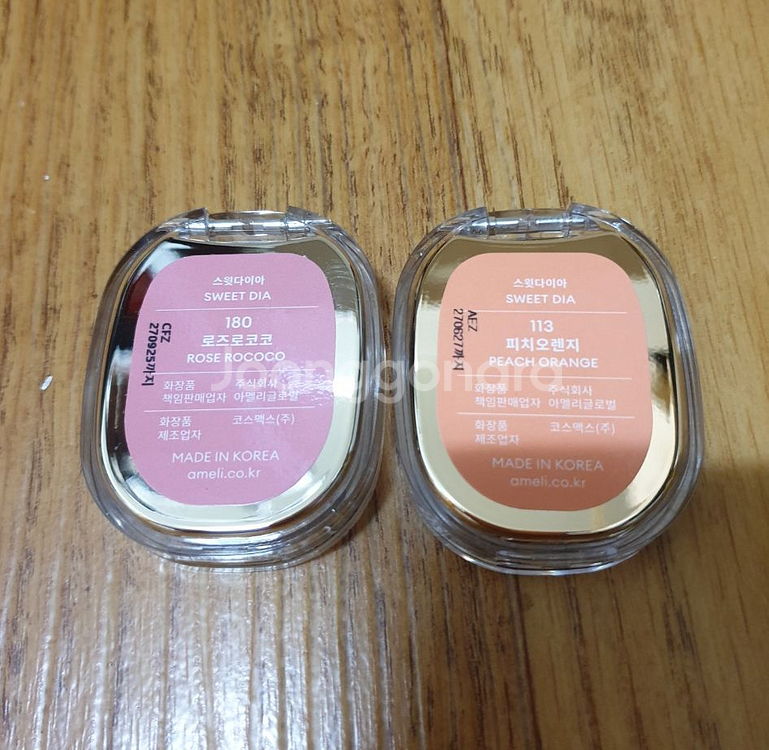 스윗다이아
SWEET DIA
180
로즈로코코
ROSE ROCOCO
화장품 주식회사
책임판매업자 아멜리글로벌
화장품 코스맥스(주)
제조업자
MADE IN KOREA
ameli.co.kr
CFZ
270925까지
스윗다이아
SWEET DIA
113
피치오렌지
PEACH ORANGE
화장품 주식회사
책임판매업자 아멜리글로벌
화장품 코스맥스(주)
제조업자
MADE IN KOREA
ameli.co.kr
AEZ
270627까지
Joonggonara